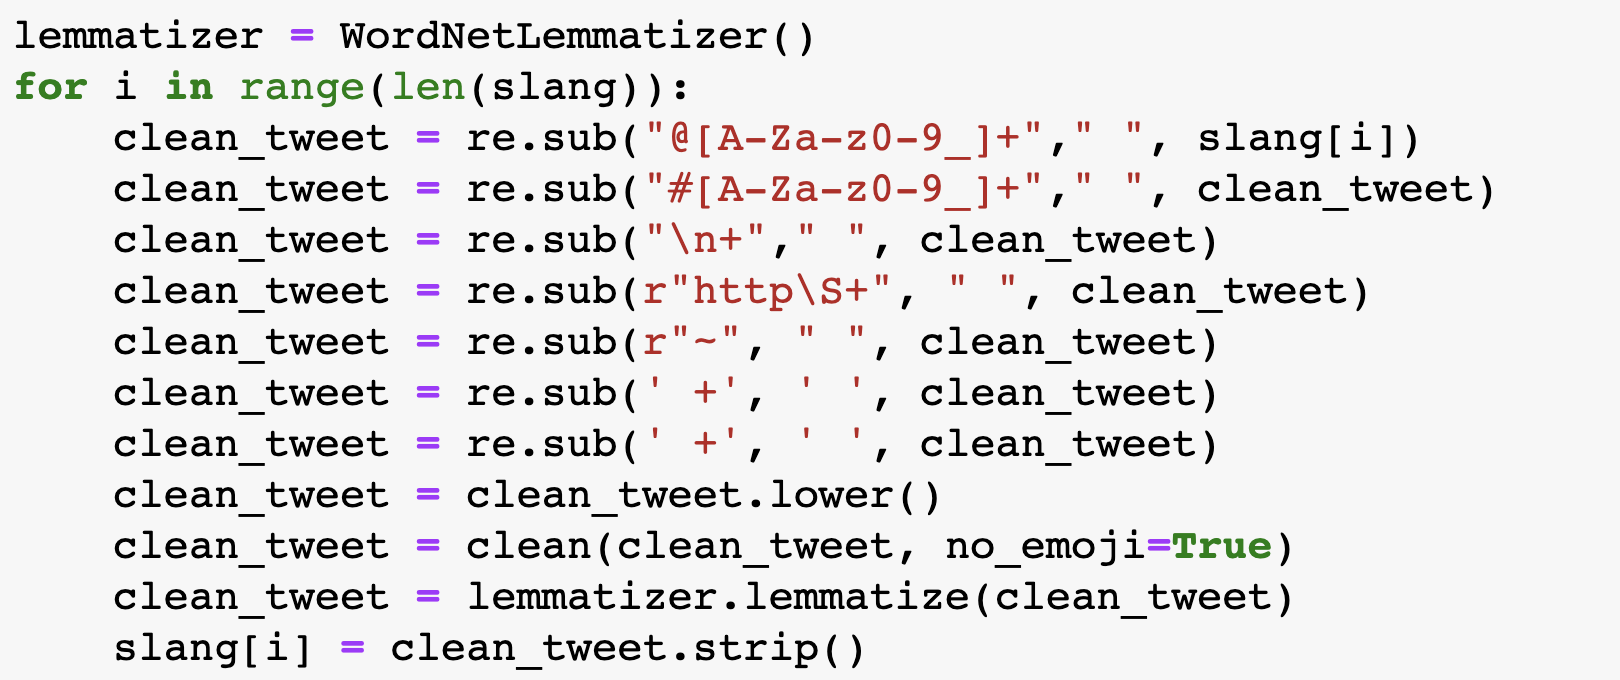 lemmatizer = WordNetLemmatizer()
for i in range(len(slang)):
    clean_tweet = re.sub("@[A-Za-z0-9_]+"," ", slang[i])
    clean_tweet = re.sub("#[A-Za-z0-9_]+"," ", clean_tweet)
    clean_tweet = re.sub("\n+"," ", clean_tweet)
    clean_tweet = re.sub(r"http\S+", " ", clean_tweet)
    clean_tweet = re.sub(r"~", " ", clean_tweet)
    clean_tweet = re.sub(' +', ' ', clean_tweet)
    clean_tweet = re.sub(' +', ' ', clean_tweet)
    clean_tweet = clean_tweet.lower()
    clean_tweet = clean(clean_tweet, no_emoji=True)
    clean_tweet = lemmatizer.lemmatize(clean_tweet)
    slang[i] = clean_tweet.strip()